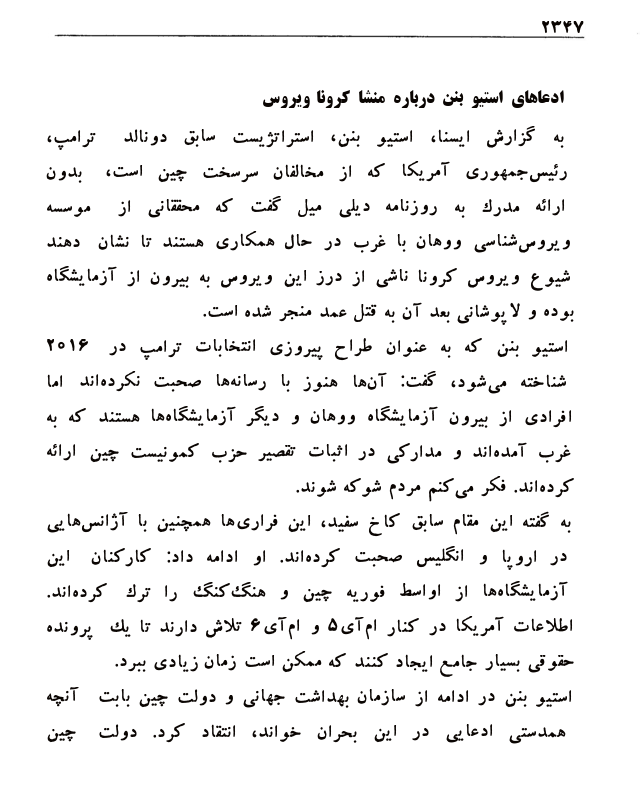 ۲۳۴۷
ادعاهای استیو بنن درباره منشا کرونا ویروس
به گزارش ایسنا، استیو بنن، استراتژیست سابق دونالد ترامپ،
رئیس‌جمهوری آمریکا که از مخالفان سرسخت چین است، بدون
ارائه مدرك به روزنامه دیلی میل گفت که محققانی از موسسه
ویروس‌شناسی ووهان با غرب در حال همکاری هستند تا نشان دهند
شیوع ویروس کرونا ناشی از درز این ویروس به بیرون از آزمایشگاه
بوده و لاپوشانی بعد آن به قتل عمد منجر شده است.
استیو بنن که به عنوان طراح پیروزی انتخابات ترامپ در ۲۰۱۶
شناخته می‌شود، گفت: آن‌ها هنوز با رسانه‌ها صحبت نکرده‌اند اما
افرادی از بیرون آزمایشگاه ووهان و دیگر آزمایشگاه‌ها هستند که به
غرب آمده‌اند و مدارکی در اثبات تقصیر حزب کمونیست چین ارائه
کرده‌اند. فکر می‌کنم مردم شوکه شوند.
به گفته این مقام سابق کاخ سفید، این فراری‌ها همچنین با آژانس‌هایی
در اروپا و انگلیس صحبت کرده‌اند. او ادامه داد: کارکنان این
آزمایشگاه‌ها از اواسط فوریه چین و هنگ‌کنگ را ترك کرده‌اند.
اطلاعات آمریکا در کنار ام‌آی۵ و ام‌آی۶ تلاش دارند تا یك پرونده
حقوقی بسیار جامع ایجاد کنند که ممکن است زمان زیادی ببرد.
استیو بنن در ادامه از سازمان بهداشت جهانی و دولت چین بابت آنچه
همدستی ادعایی در این بحران خواند، انتقاد کرد. دولت چین